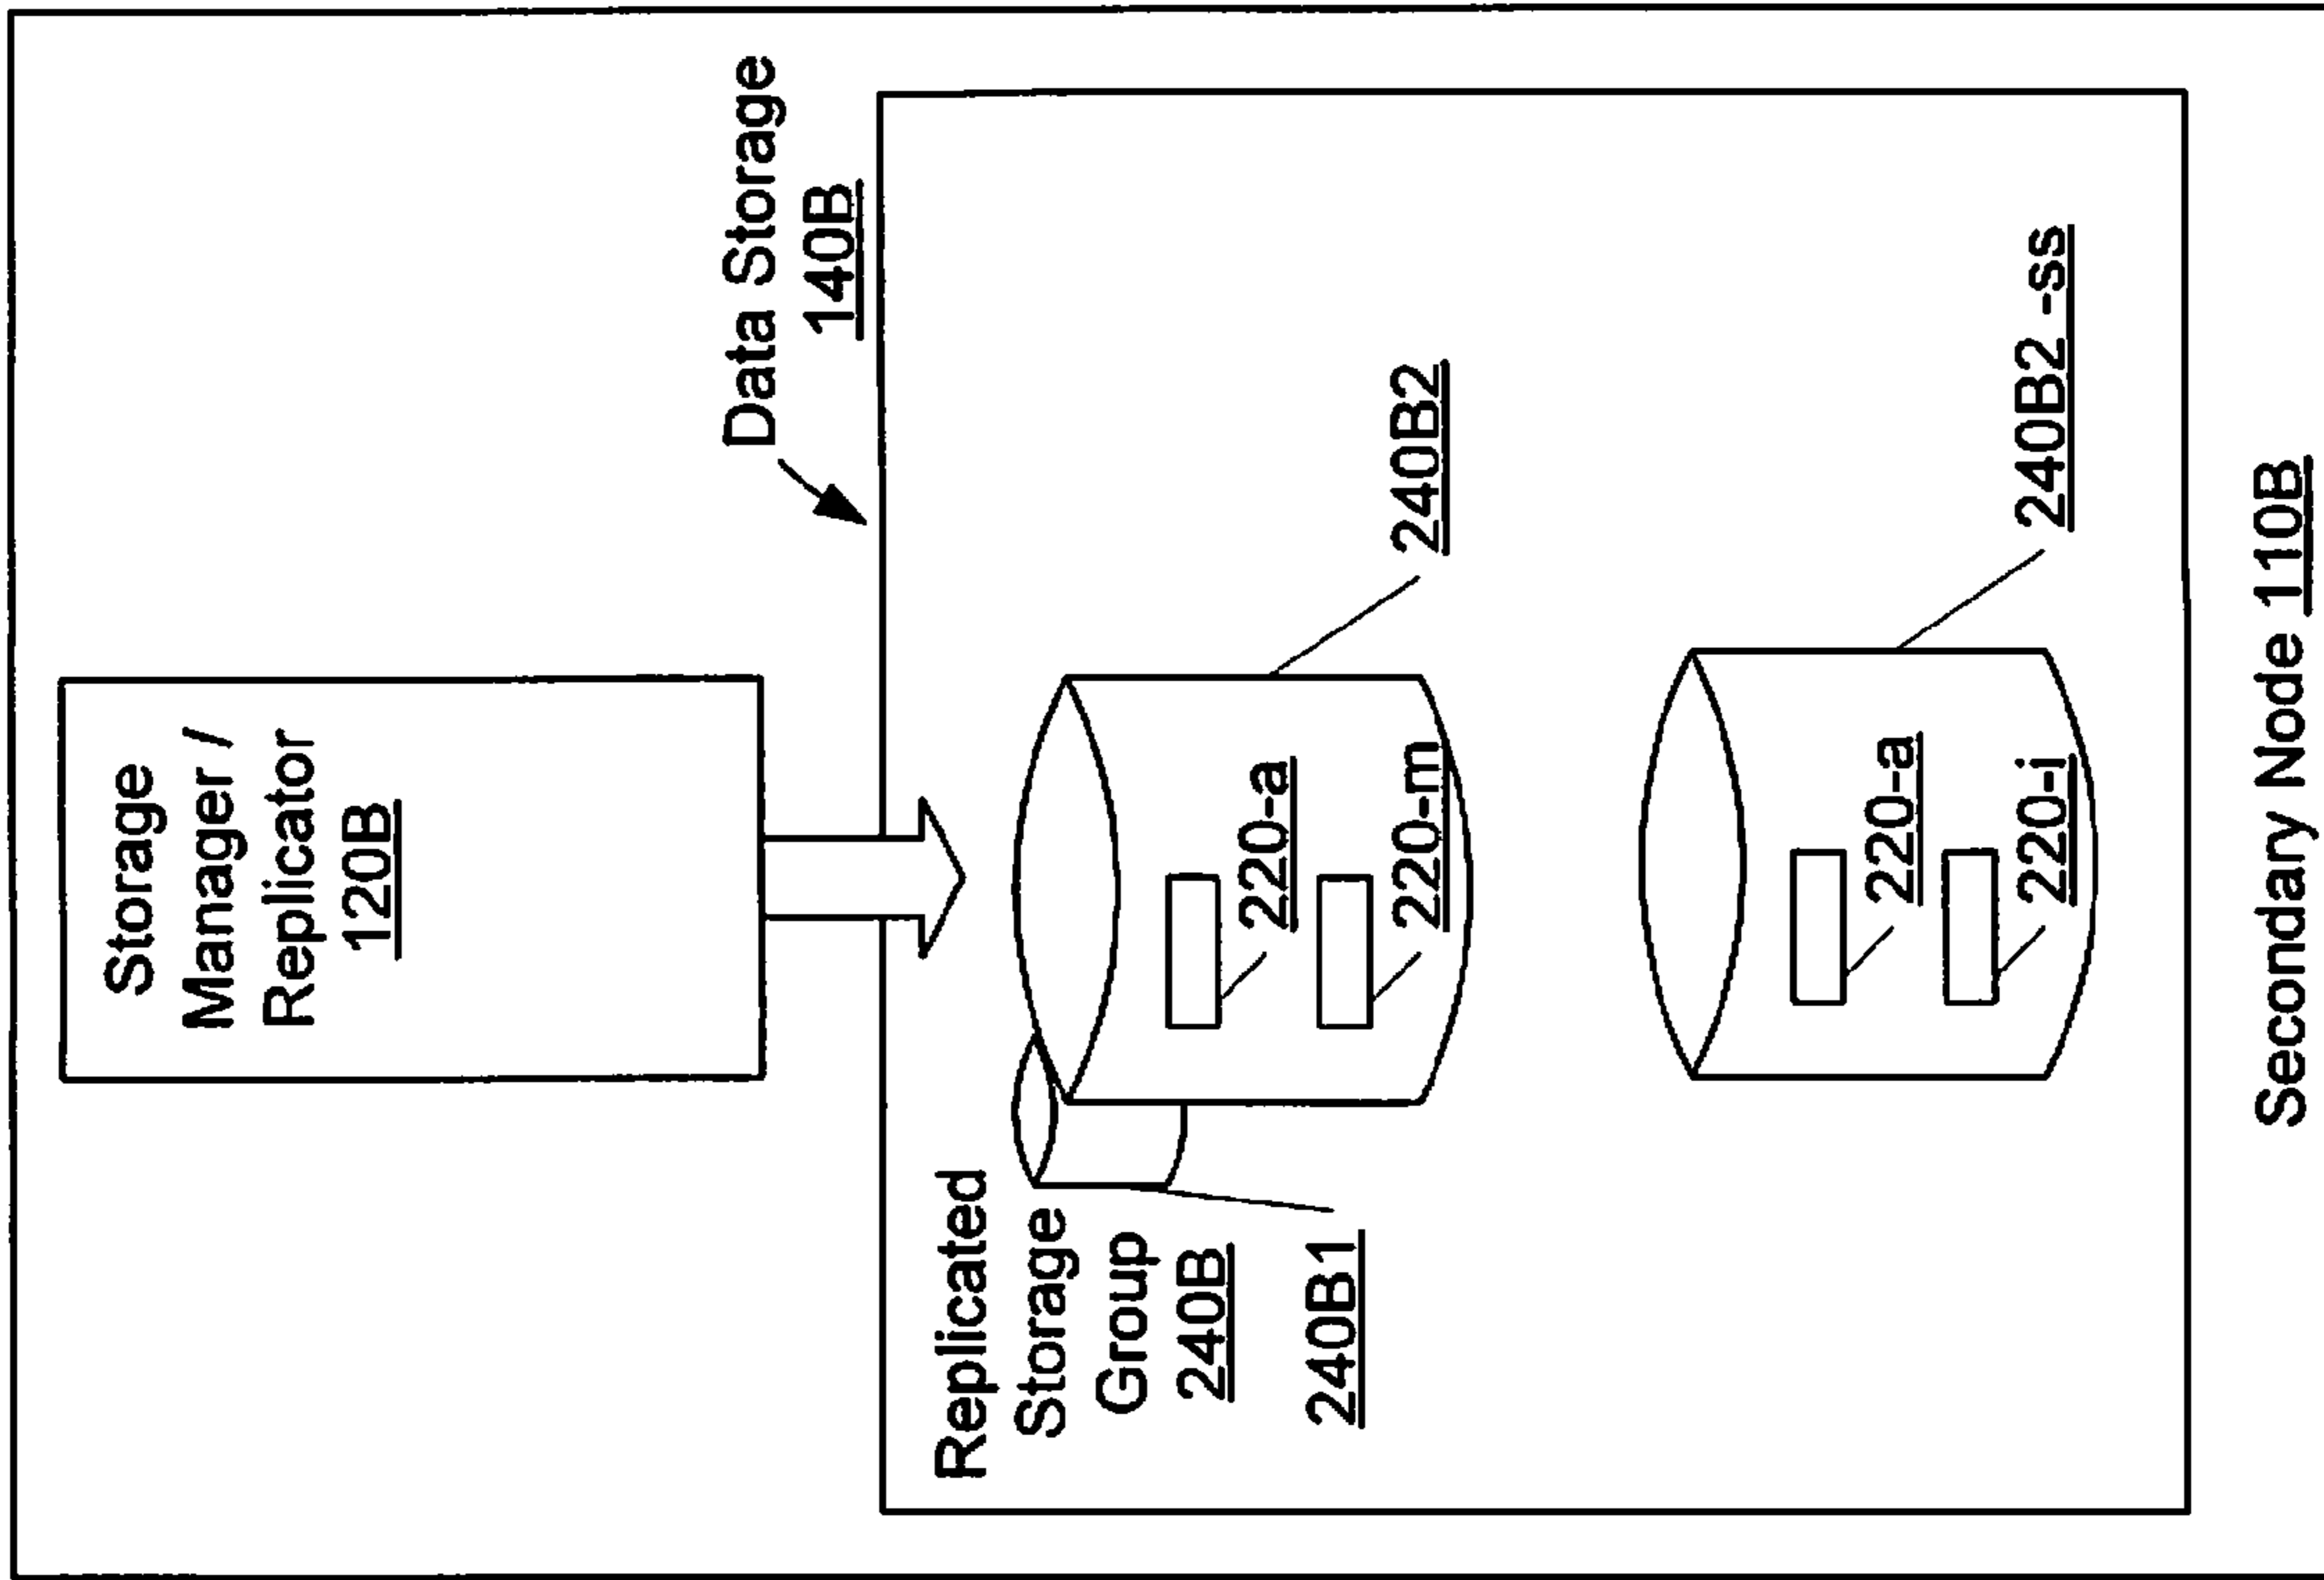 Storage
Manager /
Replicator
120B
Data Storage
140B
Replicated
Storage
Group
240B
240B1
220-a
220-m
240B2
220-a
220-i
240B2 -ss
Secondary Node 110B